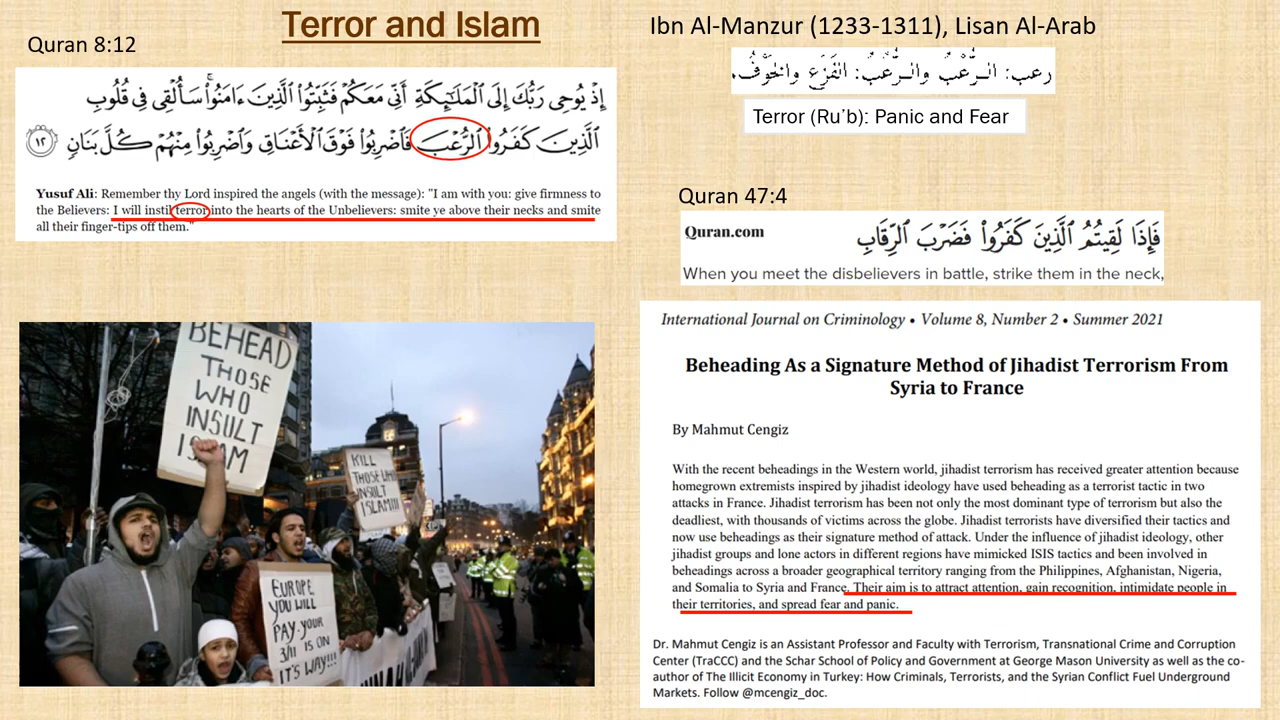 Terror and Islam
Quran 8:12
إِذْ يُوحِى رَبُّكَ إِلَى ٱلْمَلَٰٓئِكَةِ أَنِّى مَعَكُمْ فَثَبِّتُوا۟ ٱلَّذِينَ ءَامَنُوا۟ ۚ سَأُلْقِى فِى قُلُوبِ
ٱلَّذِينَ كَفَرُوا۟ ٱلرُّعْبَ فَٱضْرِبُوا۟ فَوْقَ ٱلْأَعْنَاقِ وَٱضْرِبُوا۟ مِنْهُمْ كُلَّ بَنَانٍ ١٢
Yusuf Ali: Remember thy Lord inspired the angels (with the message): "I am with you: give firmness to
the Believers: I will instil terror into the hearts of the Unbelievers: smite ye above their necks and smite
all their finger-tips off them."
BEHEAD
THOSE
WHO
INSULT
ISLAM
KILL
THOSE WHO
INSULT
ISLAM!!!
EUROPE
YOU WILL
PAY. YOUR
3/11 IS ON
IT'S WAY!!!
Ibn Al-Manzur (1233-1311), Lisan Al-Arab
رعب: الرُّعْبُ والرُّعُبُ: الفَزَع والخَوْفُ.
Terror (Ru'b): Panic and Fear
Quran 47:4
Quran.com
فَإِذَا لَقِيتُمُ ٱلَّذِينَ كَفَرُوا۟ فَضَرْبَ ٱلرِّقَابِ
When you meet the disbelievers in battle, strike them in the neck,
International Journal on Criminology • Volume 8, Number 2 • Summer 2021
Beheading As a Signature Method of Jihadist Terrorism From
Syria to France
By Mahmut Cengiz
With the recent beheadings in the Western world, jihadist terrorism has received greater attention because
homegrown extremists inspired by jihadist ideology have used beheading as a terrorist tactic in two
attacks in France. Jihadist terrorism has been not only the most dominant type of terrorism but also the
deadliest, with thousands of victims across the globe. Jihadist terrorists have diversified their tactics and
now use beheadings as their signature method of attack. Under the influence of jihadist ideology, other
jihadist groups and lone actors in different regions have mimicked ISIS tactics and been involved in
beheadings across a broader geographical territory ranging from the Philippines, Afghanistan, Nigeria,
and Somalia to Syria and France. Their aim is to attract attention, gain recognition, intimidate people in
their territories, and spread fear and panic.
Dr. Mahmut Cengiz is an Assistant Professor and Faculty with Terrorism, Transnational Crime and Corruption
Center (TraCCC) and the Schar School of Policy and Government at George Mason University as well as the co-
author of The Illicit Economy in Turkey: How Criminals, Terrorists, and the Syrian Conflict Fuel Underground
Markets. Follow @mcengiz_doc.